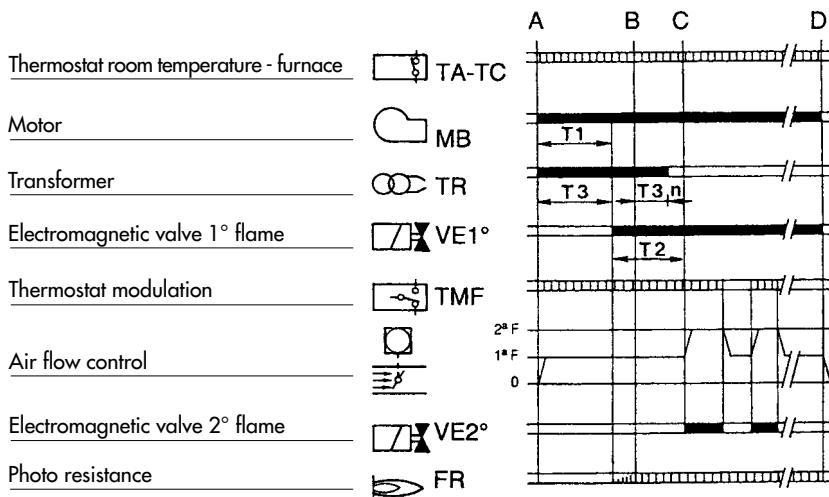 A B C D
Thermostat room temperature - furnace TA-TC
Motor MB
T1
Transformer TR
T3 T3,n
Electromagnetic valve 1° flame VE1°
T2
Thermostat modulation TMF
2ª F
Air flow control 1ª F
0
Electromagnetic valve 2° flame VE2°
Photo resistance FR